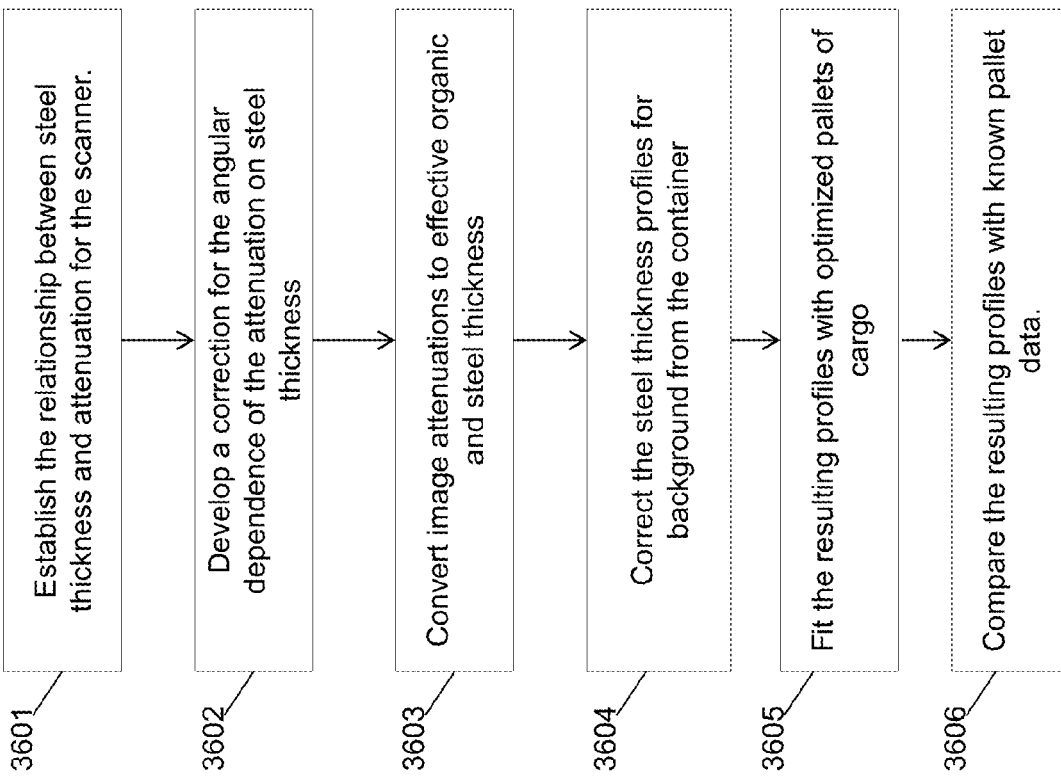 3601
Establish the relationship between steel
thickness and attenuation for the scanner.
3602
Develop a correction for the angular
dependence of the attenuation on steel
thickness
3603
Convert image attenuations to effective organic
and steel thickness
3604
Correct the steel thickness profiles for
background from the container
3605
Fit the resulting profiles with optimized pallets of
cargo
3606
Compare the resulting profiles with known pallet
data.